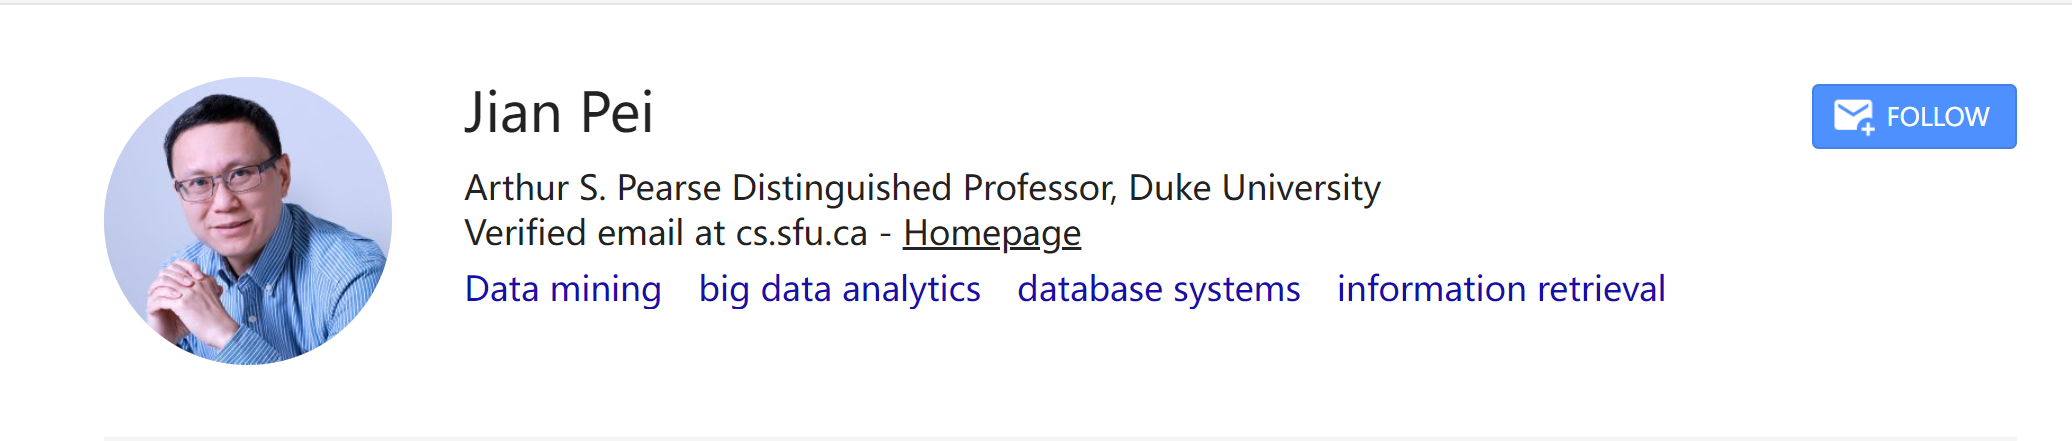 Jian Pei
FOLLOW
Arthur S. Pearse Distinguished Professor, Duke University
Verified email at cs.sfu.ca - Homepage
Data mining big data analytics database systems information retrieval